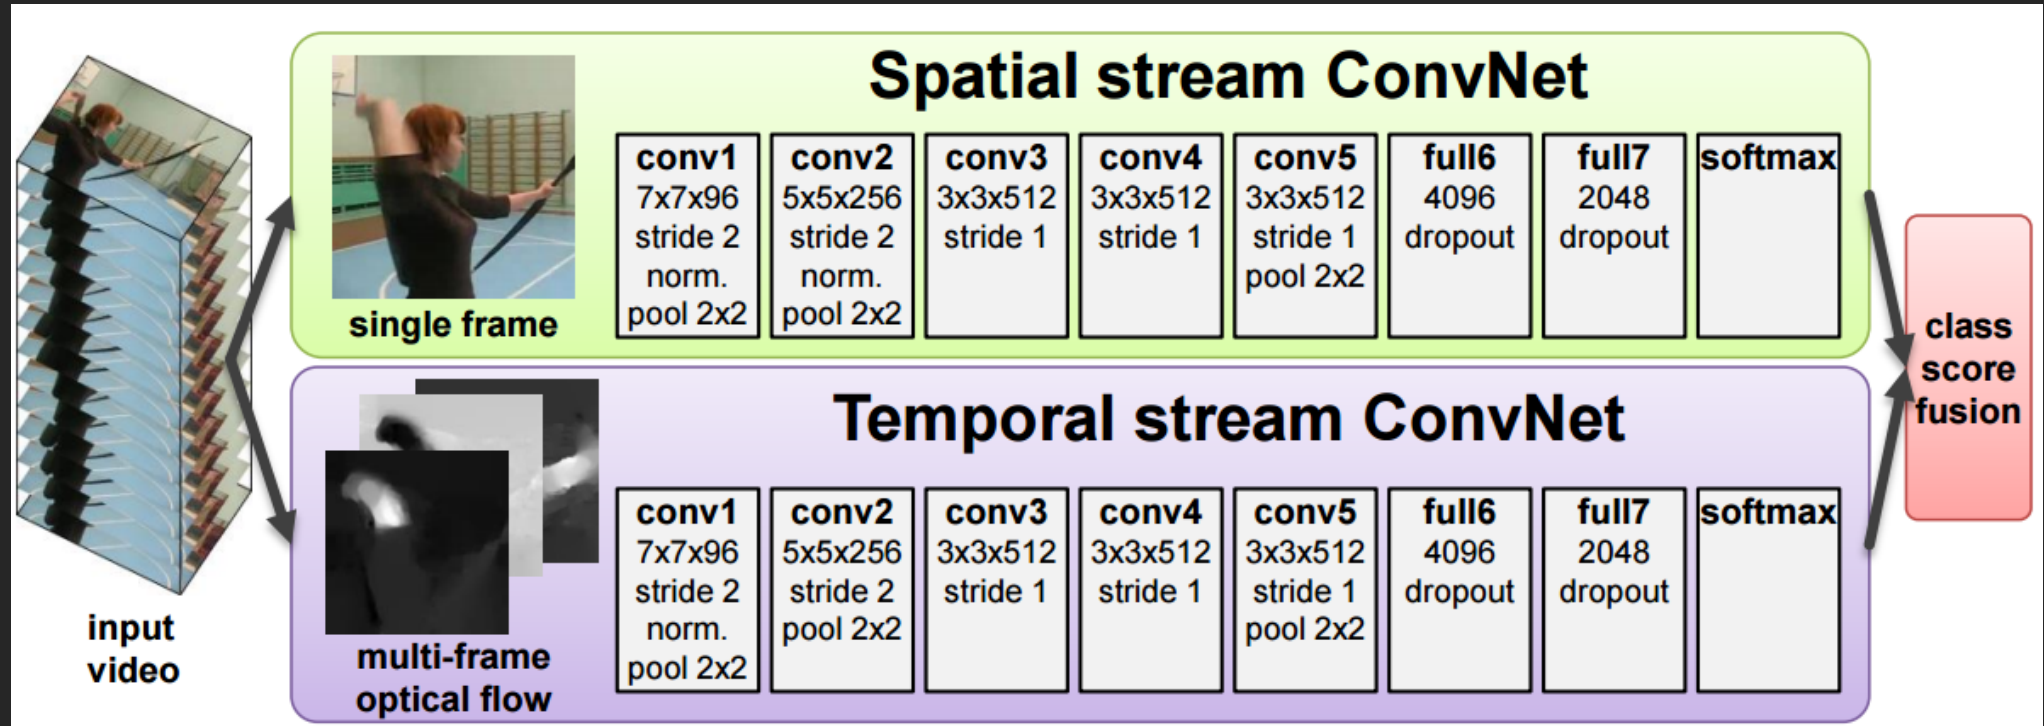 Spatial stream ConvNet
conv1
7x7x96
stride 2
norm.
pool 2x2
conv2
5x5x256
stride 2
norm.
pool 2x2
conv3
3x3x512
stride 1
conv4
3x3x512
stride 1
conv5
3x3x512
stride 1
pool 2x2
full6
4096
dropout
full7
2048
dropout
softmax
single frame
input
video
Temporal stream ConvNet
conv1
7x7x96
stride 2
norm.
pool 2x2
conv2
5x5x256
stride 2
pool 2x2
conv3
3x3x512
stride 1
conv4
3x3x512
stride 1
conv5
3x3x512
stride 1
pool 2x2
full6
4096
dropout
full7
2048
dropout
softmax
multi-frame
optical flow
class
score
fusion